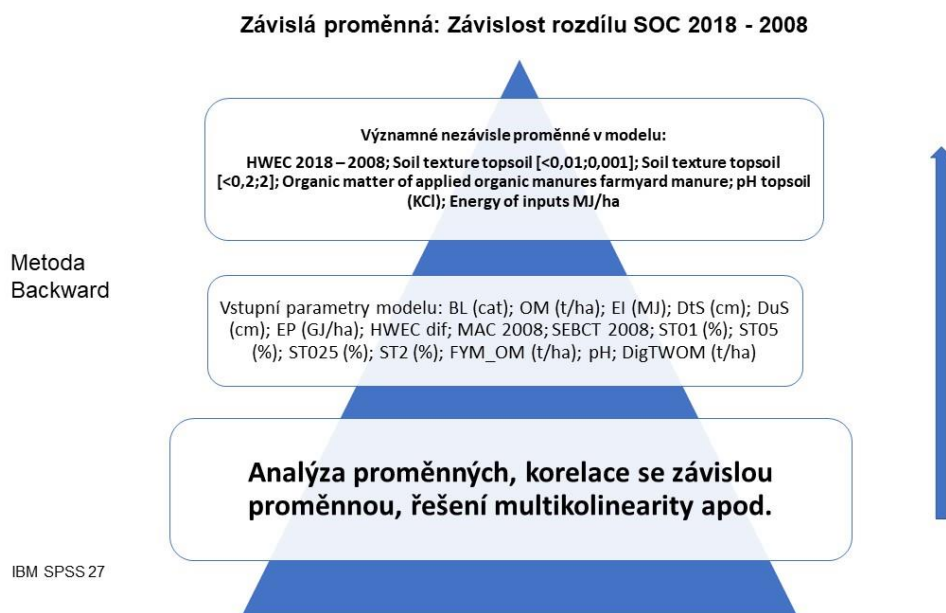 Závislá proměnná: Závislost rozdílu SOC 2018 - 2008
Významné nezávisle proměnné v modelu:
HWEC 2018 – 2008; Soil texture topsoil [<0,01;0,001]; Soil texture topsoil
[<0,2;2]; Organic matter of applied organic manures farmyard manure; pH topsoil
(KCl); Energy of inputs MJ/ha
Metoda
Backward
Vstupní parametry modelu: BL (cat); OM (t/ha); EI (MJ); DtS (cm); DuS
(cm); EP (GJ/ha); HWEC dif; MAC 2008; SEBCT 2008; ST01 (%); ST05
(%); ST025 (%); ST2 (%); FYM_OM (t/ha); pH; DigTWOM (t/ha)
Analýza proměnných, korelace se závislou
proměnnou, řešení multikolinearity apod.
IBM SPSS 27